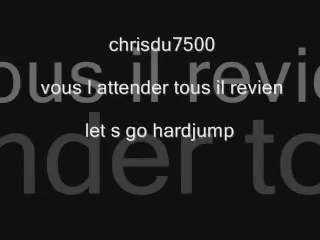 chrisdu7500
vous l attender tous il revien
let s go hardjump